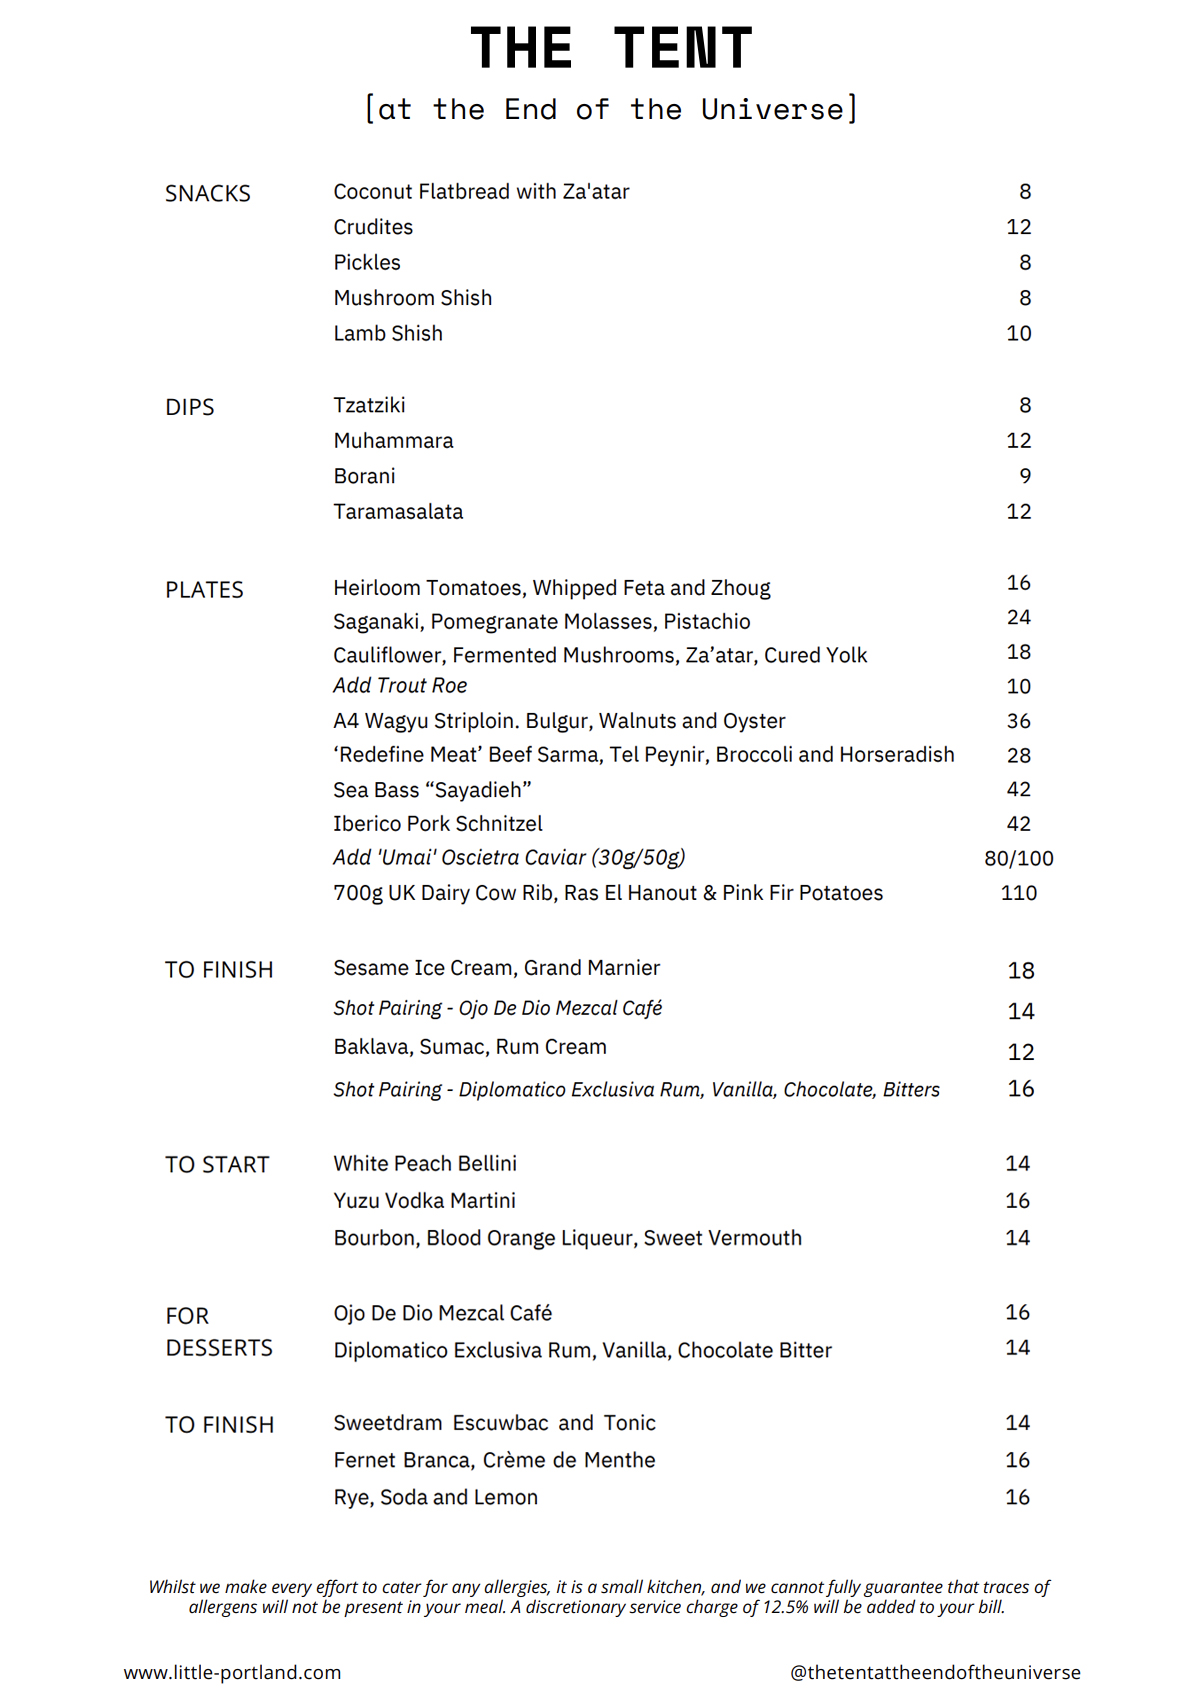 THE TENT
[at the End of the Universe]
SNACKS Coconut Flatbread with Za'atar 8
Crudites 12
Pickles 8
Mushroom Shish 8
Lamb Shish 10
DIPS Tzatziki 8
Muhammara 12
Borani 9
Taramasalata 12
PLATES Heirloom Tomatoes, Whipped Feta and Zhoug 16
Saganaki, Pomegranate Molasses, Pistachio 24
Cauliflower, Fermented Mushrooms, Za’atar, Cured Yolk 18
Add Trout Roe 10
A4 Wagyu Striploin. Bulgur, Walnuts and Oyster 36
‘Redefine Meat’ Beef Sarma, Tel Peynir, Broccoli and Horseradish 28
Sea Bass “Sayadieh” 42
Iberico Pork Schnitzel 42
Add 'Umai' Oscietra Caviar (30g/50g) 80/100
700g UK Dairy Cow Rib, Ras El Hanout & Pink Fir Potatoes 110
TO FINISH Sesame Ice Cream, Grand Marnier 18
Shot Pairing - Ojo De Dio Mezcal Café 14
Baklava, Sumac, Rum Cream 12
Shot Pairing - Diplomatico Exclusiva Rum, Vanilla, Chocolate, Bitters 16
TO START White Peach Bellini 14
Yuzu Vodka Martini 16
Bourbon, Blood Orange Liqueur, Sweet Vermouth 14
FOR Ojo De Dio Mezcal Café 16
DESSERTS Diplomatico Exclusiva Rum, Vanilla, Chocolate Bitter 14
TO FINISH Sweetdram Escuwbac and Tonic 14
Fernet Branca, Crème de Menthe 16
Rye, Soda and Lemon 16
Whilst we make every effort to cater for any allergies, it is a small kitchen, and we cannot fully guarantee that traces of
allergens will not be present in your meal. A discretionary service charge of 12.5% will be added to your bill.
www.little-portland.com @thetentattheendoftheuniverse